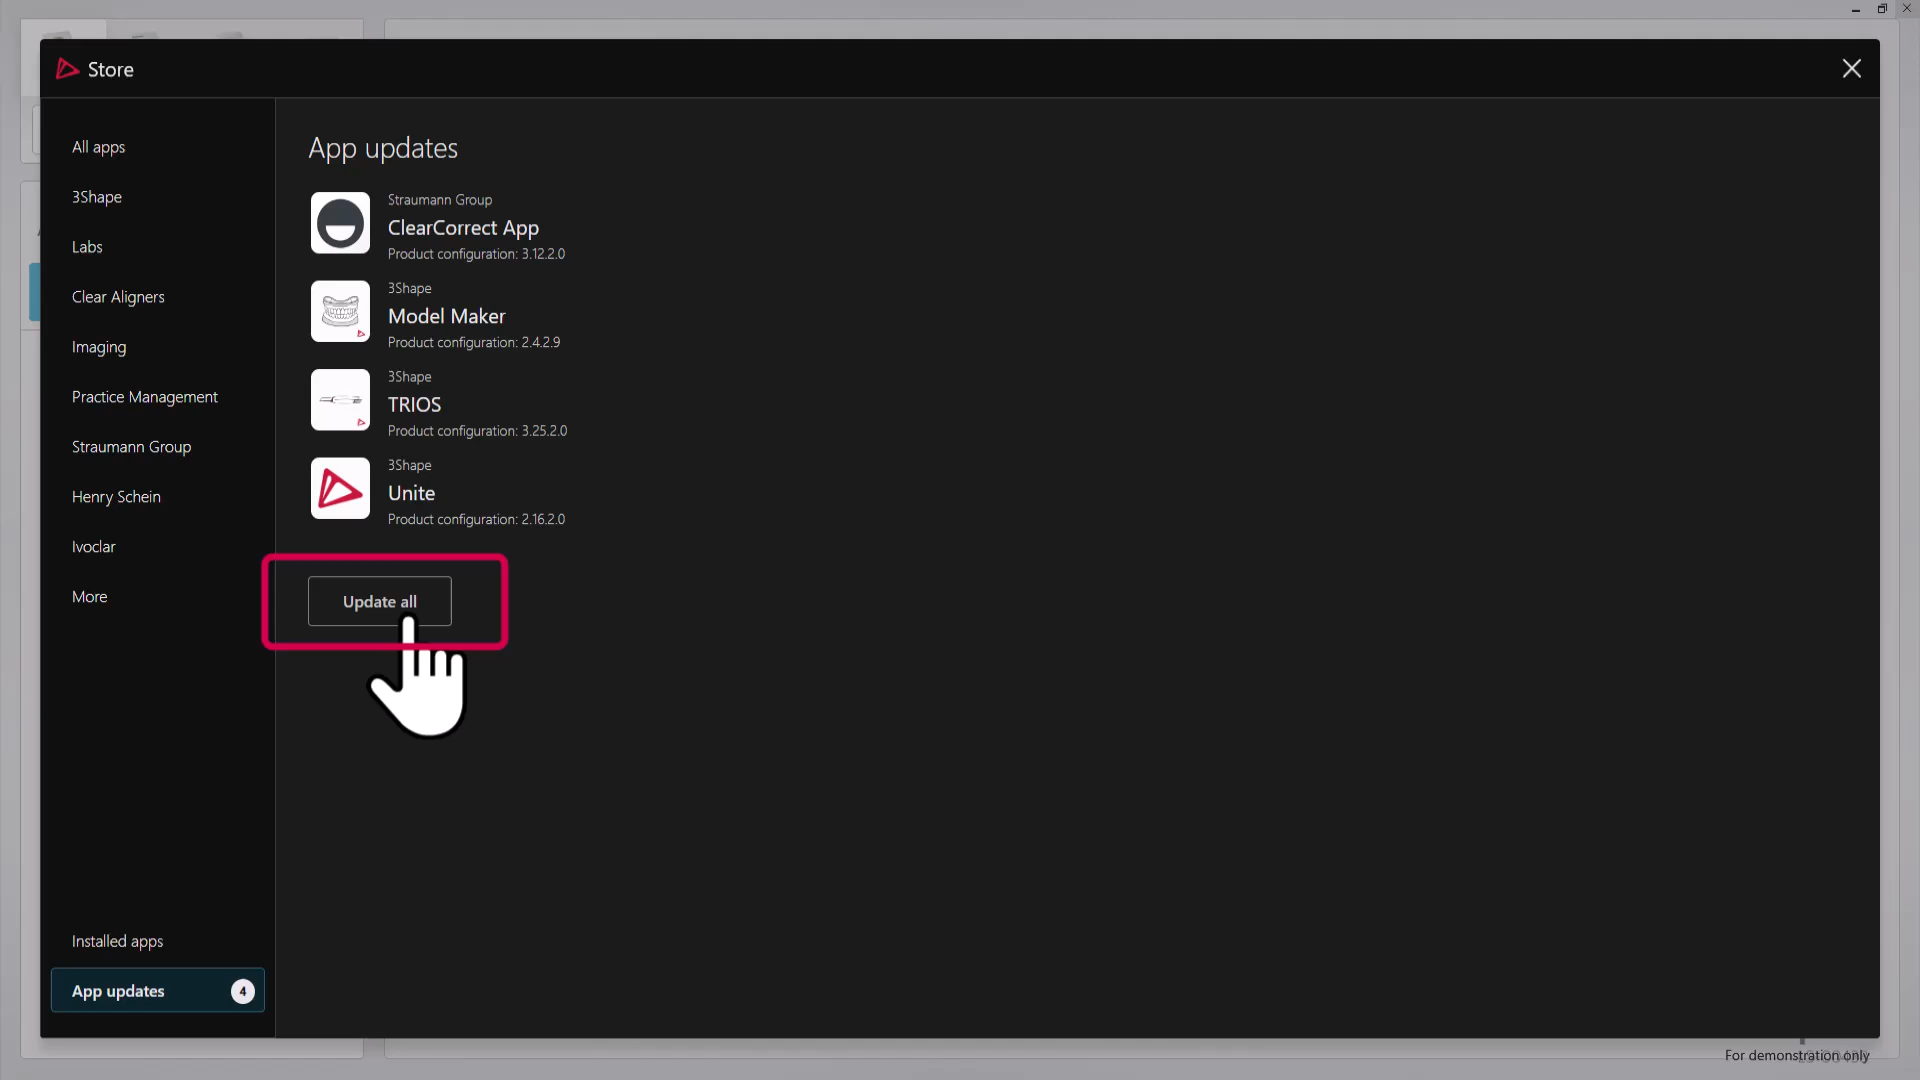 Store
All apps
3Shape
Labs
Clear Aligners
Imaging
Practice Management
Straumann Group
Henry Schein
Ivoclar
More
Installed apps
App updates 4
App updates
Straumann Group
ClearCorrect App
Product configuration: 3.12.2.0
3Shape
Model Maker
Product configuration: 2.4.2.9
3Shape
TRIOS
Product configuration: 3.25.2.0
3Shape
Unite
Product configuration: 2.16.2.0
Update all
For demonstration only